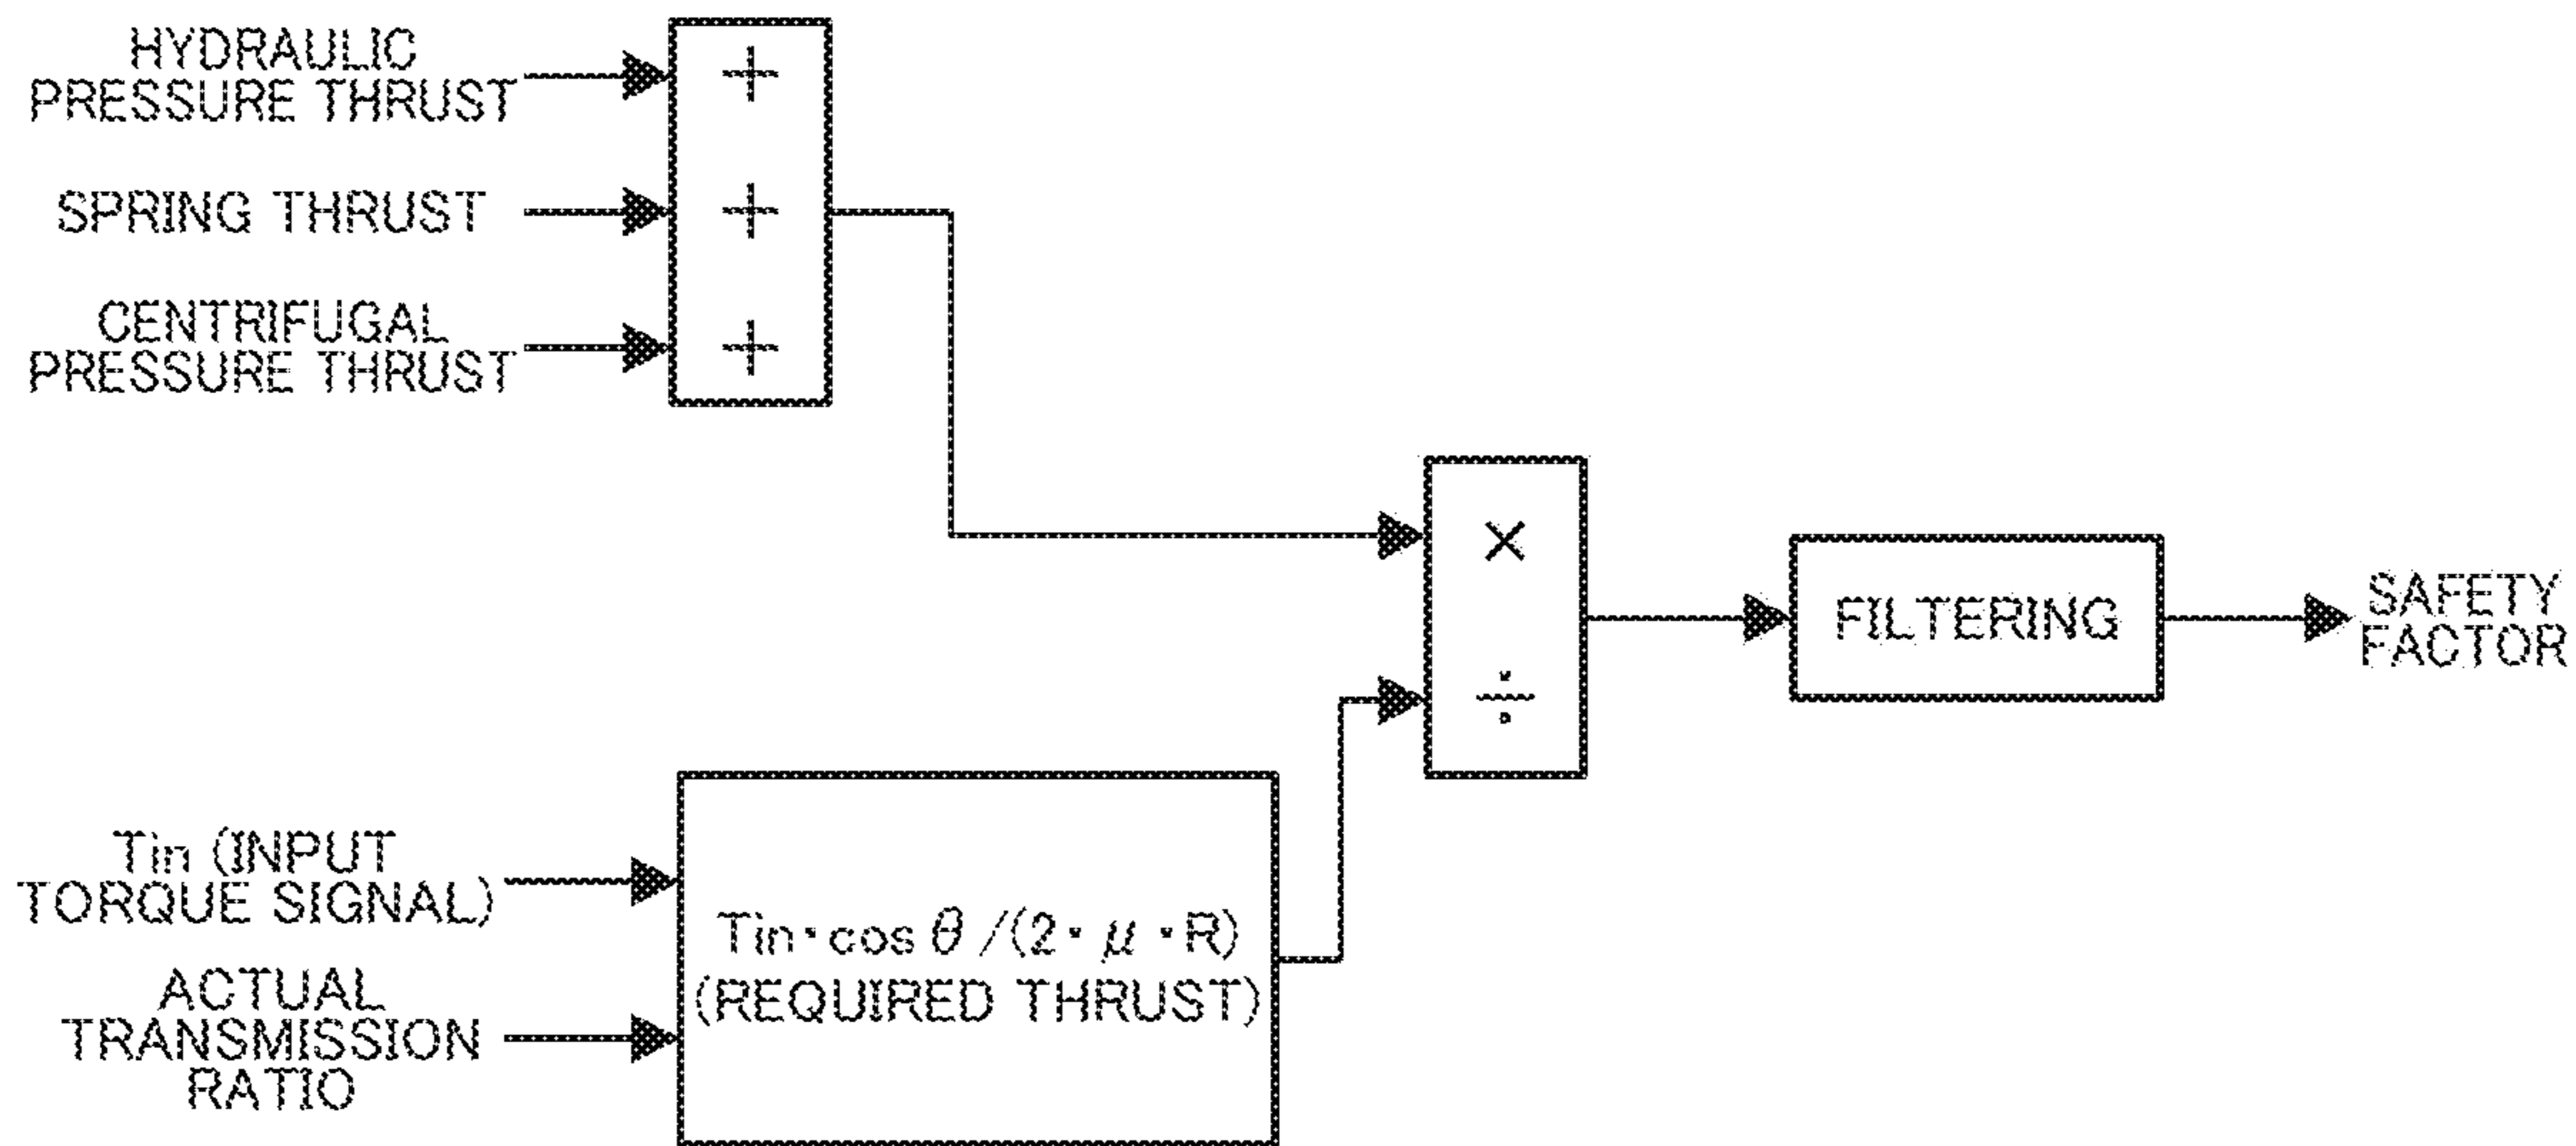 HYDRAULIC
PRESSURE THRUST
+
SPRING THRUST
+
CENTRIFUGAL
PRESSURE THRUST
+
×
÷
FILTERING
SAFETY
FACTOR
Tin (INPUT
TORQUE SIGNAL)
ACTUAL
TRANSMISSION
RATIO
Tin・cos θ/(2・μ・R)
(REQUIRED THRUST)